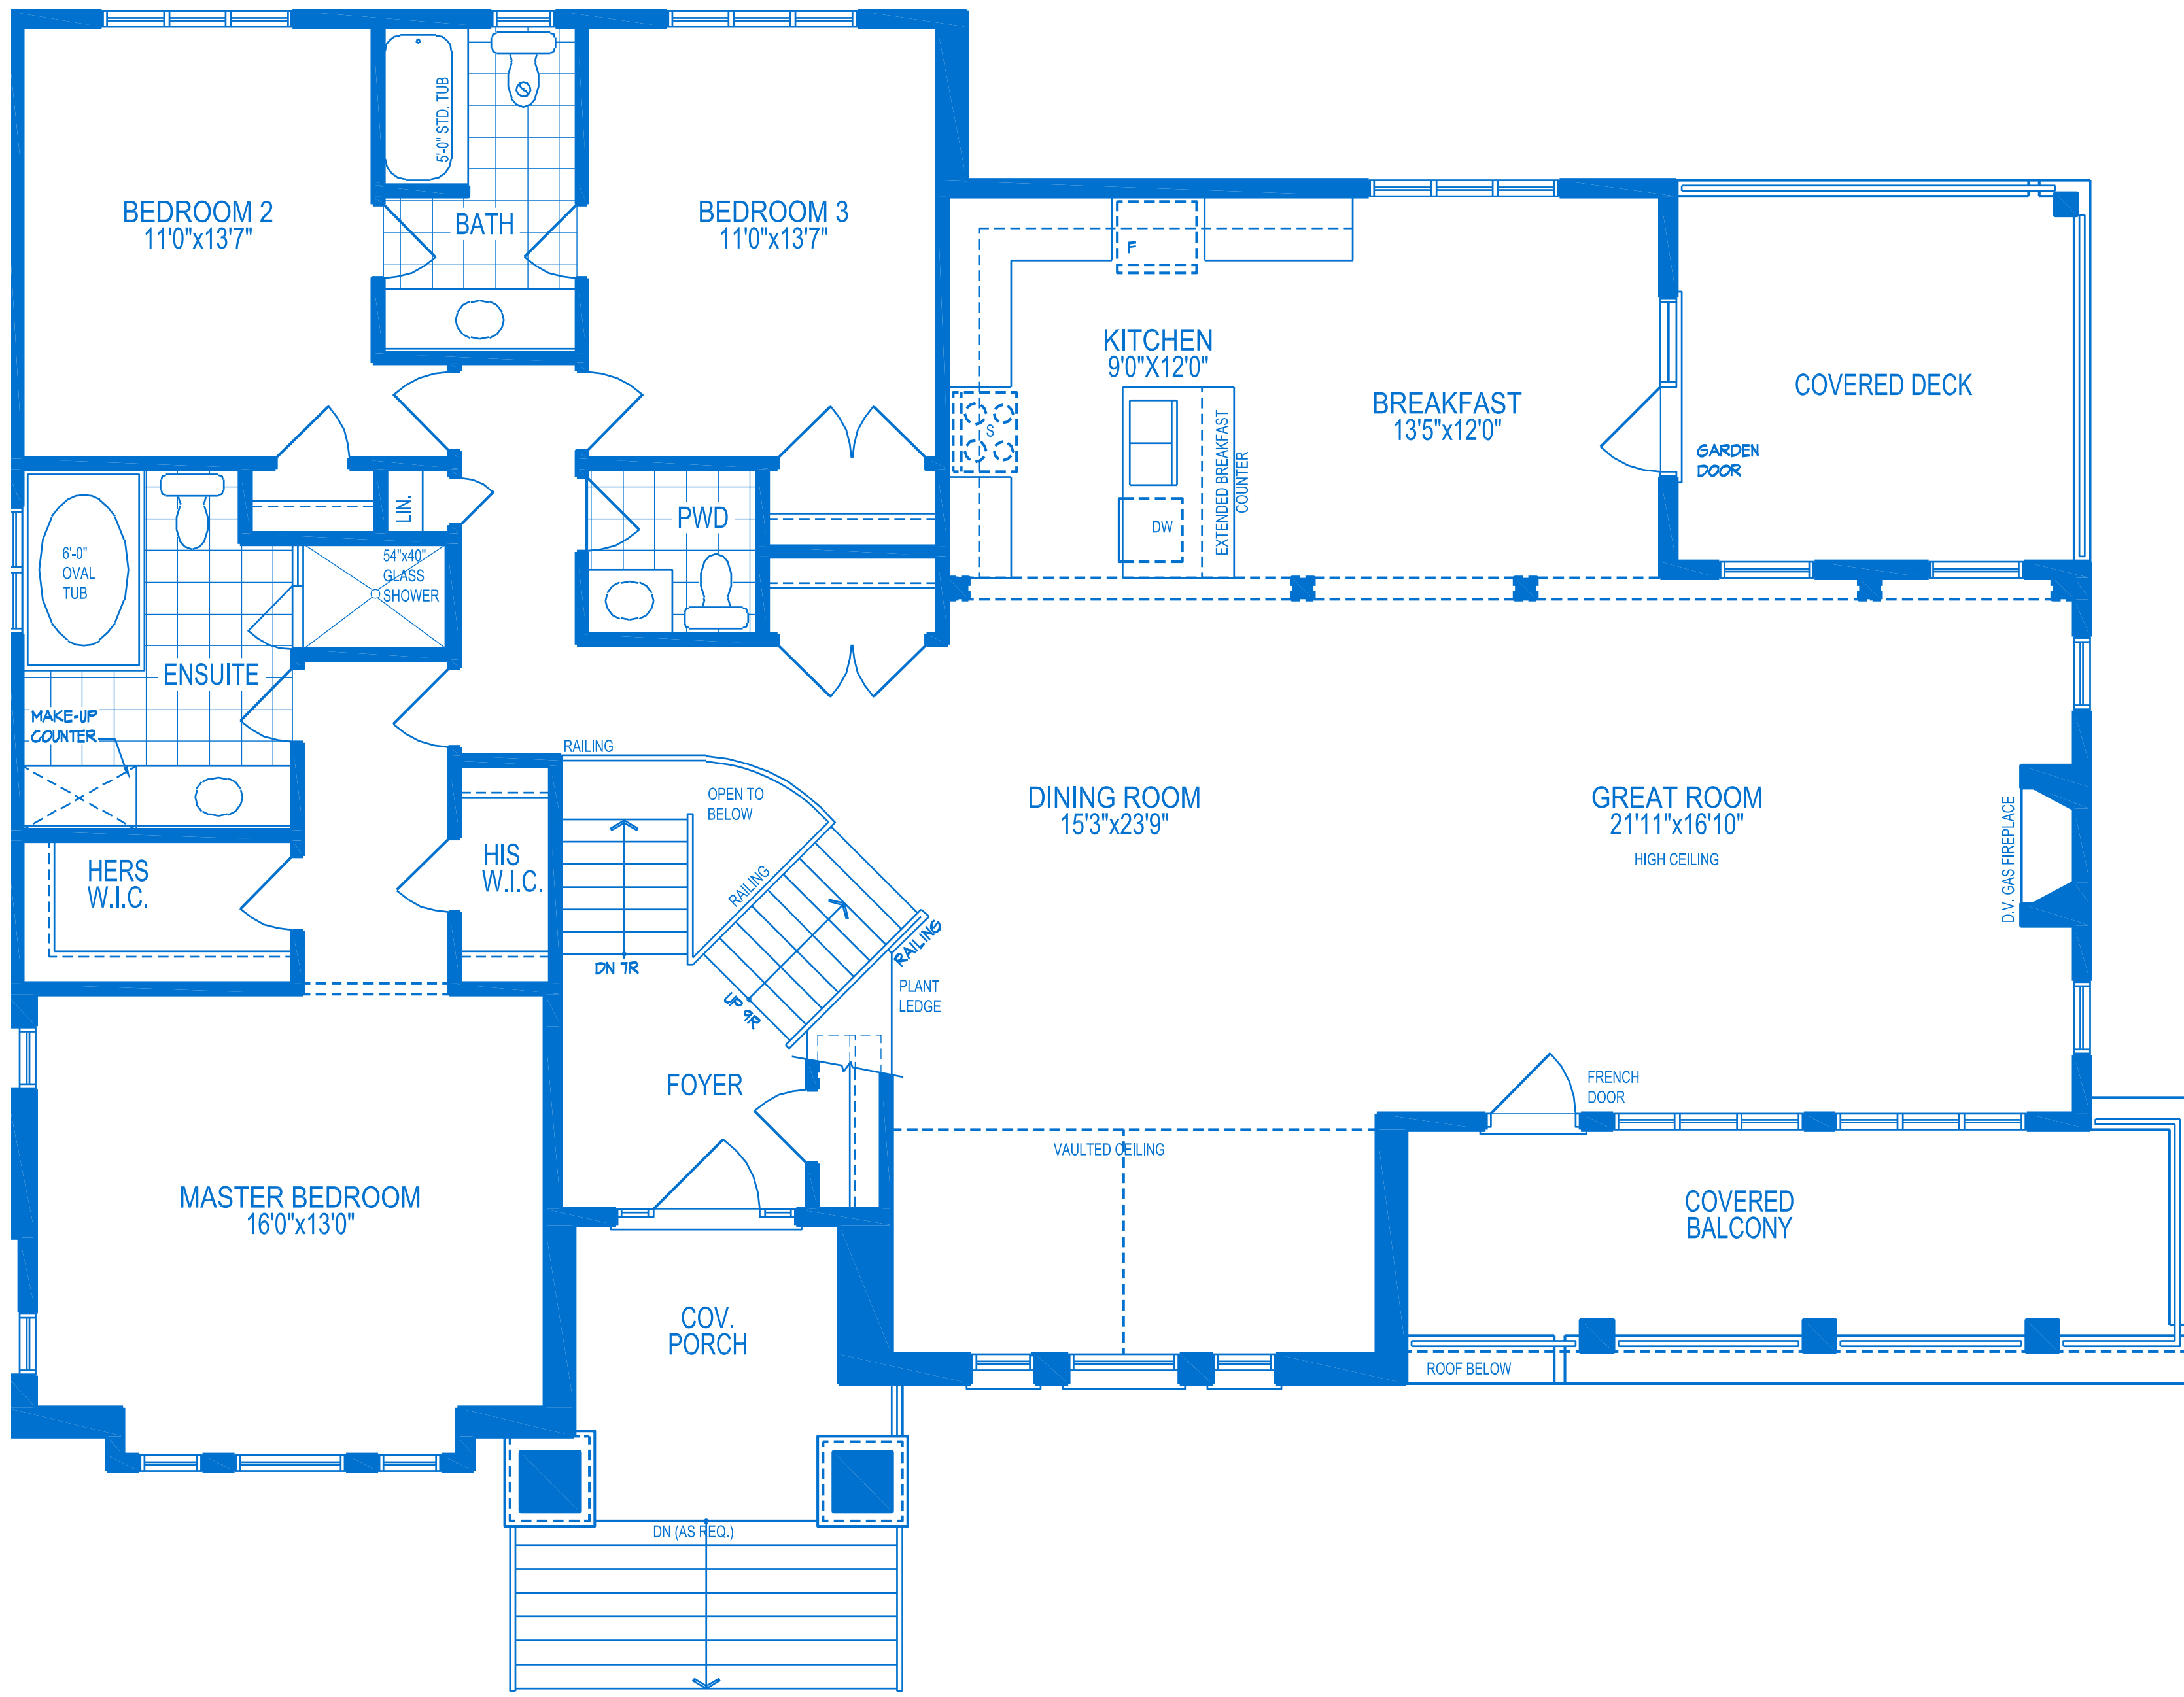 5'-0" STD. TUB
BEDROOM 2
11'0"x13'7"
BATH
BEDROOM 3
11'0"x13'7"
F
KITCHEN
9'0"X12'0"
BREAKFAST
13'5"x12'0"
COVERED DECK
GARDEN
DOOR
S
EXTENDED BREAKFAST
COUNTER
DW
LIN.
PWD
6'-0"
OVAL
TUB
54"x40"
GLASS
SHOWER
ENSUITE
MAKE-UP
COUNTER
RAILING
OPEN TO
BELOW
DINING ROOM
15'3"x23'9"
GREAT ROOM
21'11"x16'10"
HIGH CEILING
D.V. GAS FIREPLACE
HERS
W.I.C.
HIS
W.I.C.
RAILING
RAILING
DN 7R
UP 9R
PLANT
LEDGE
FOYER
FRENCH
DOOR
VAULTED CEILING
MASTER BEDROOM
16'0"x13'0"
COVERED
BALCONY
COV.
PORCH
ROOF BELOW
DN (AS REQ.)